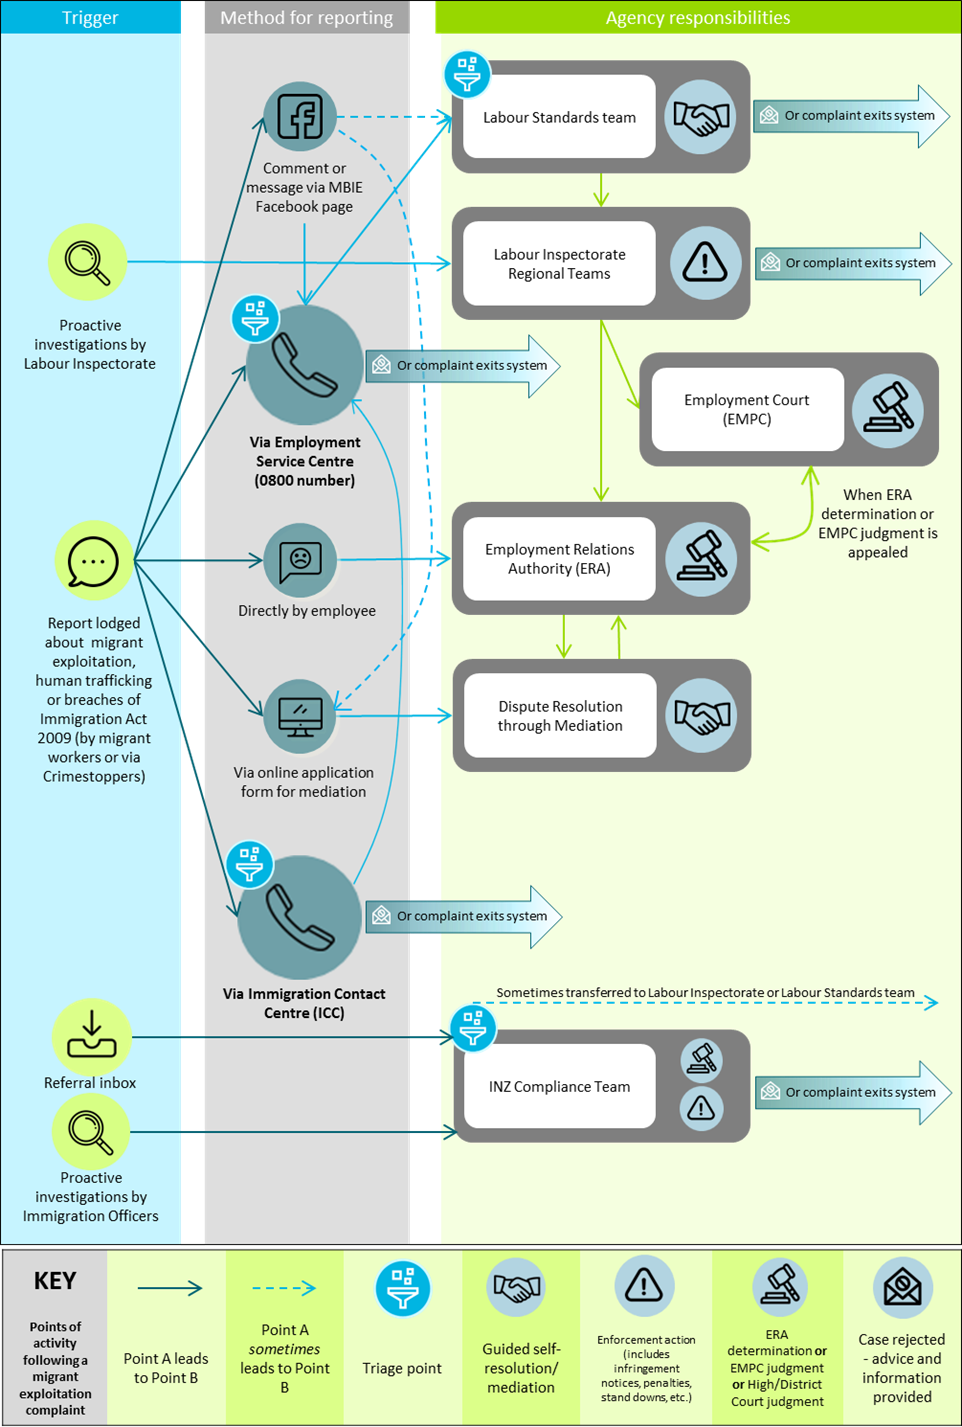 Trigger
Method for reporting
Agency responsibilities
Comment or
message via MBIE
Facebook page
Labour Standards team
Or complaint exits system
Proactive
investigations by
Labour Inspectorate
Labour Inspectorate
Regional Teams
Or complaint exits system
Or complaint exits system
Via Employment
Service Centre
(0800 number)
Employment Court
(EMPC)
When ERA
determination or
EMPC judgment is
appealed
Report lodged
about migrant
exploitation,
human trafficking
or breaches of
Immigration Act
2009 (by migrant
workers or via
Crimestoppers)
Directly by employee
Employment Relations
Authority (ERA)
Via online application
form for mediation
Dispute Resolution
through Mediation
Or complaint exits system
Via Immigration Contact
Centre (ICC)
Sometimes transferred to Labour Inspectorate or Labour Standards team
Referral inbox
INZ Compliance Team
Or complaint exits system
Proactive
investigations by
Immigration Officers
KEY
Points of
activity
following a
migrant
exploitation
complaint
Point A leads
to Point B
Point A
sometimes
leads to Point
B
Triage point
Guided self-
resolution/
mediation
Enforcement action
(includes
infringement
notices, penalties,
stand downs, etc.)
ERA
determination or
EMPC judgment
or High/District
Court judgment
Case rejected
- advice and
information
provided